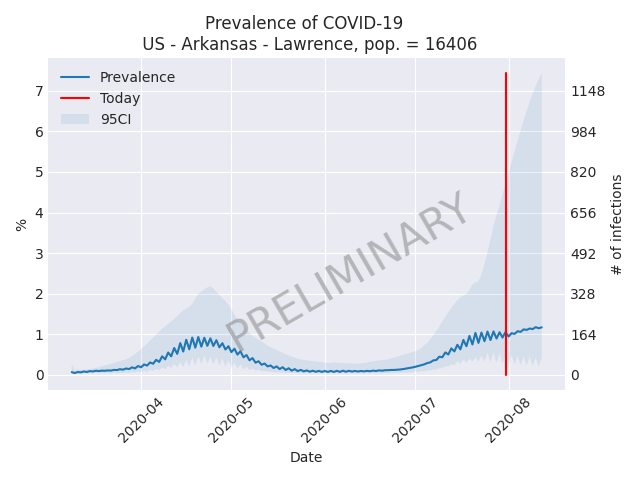 Prevalence of COVID-19
US - Arkansas - Lawrence, pop. = 16406
Prevalence
Today
95CI
7
6
5
4
3
2
1
0
%
1148
984
820
656
492
328
164
0
# of infections
PRELIMINARY
2020-04
2020-05
2020-06
2020-07
2020-08
Date